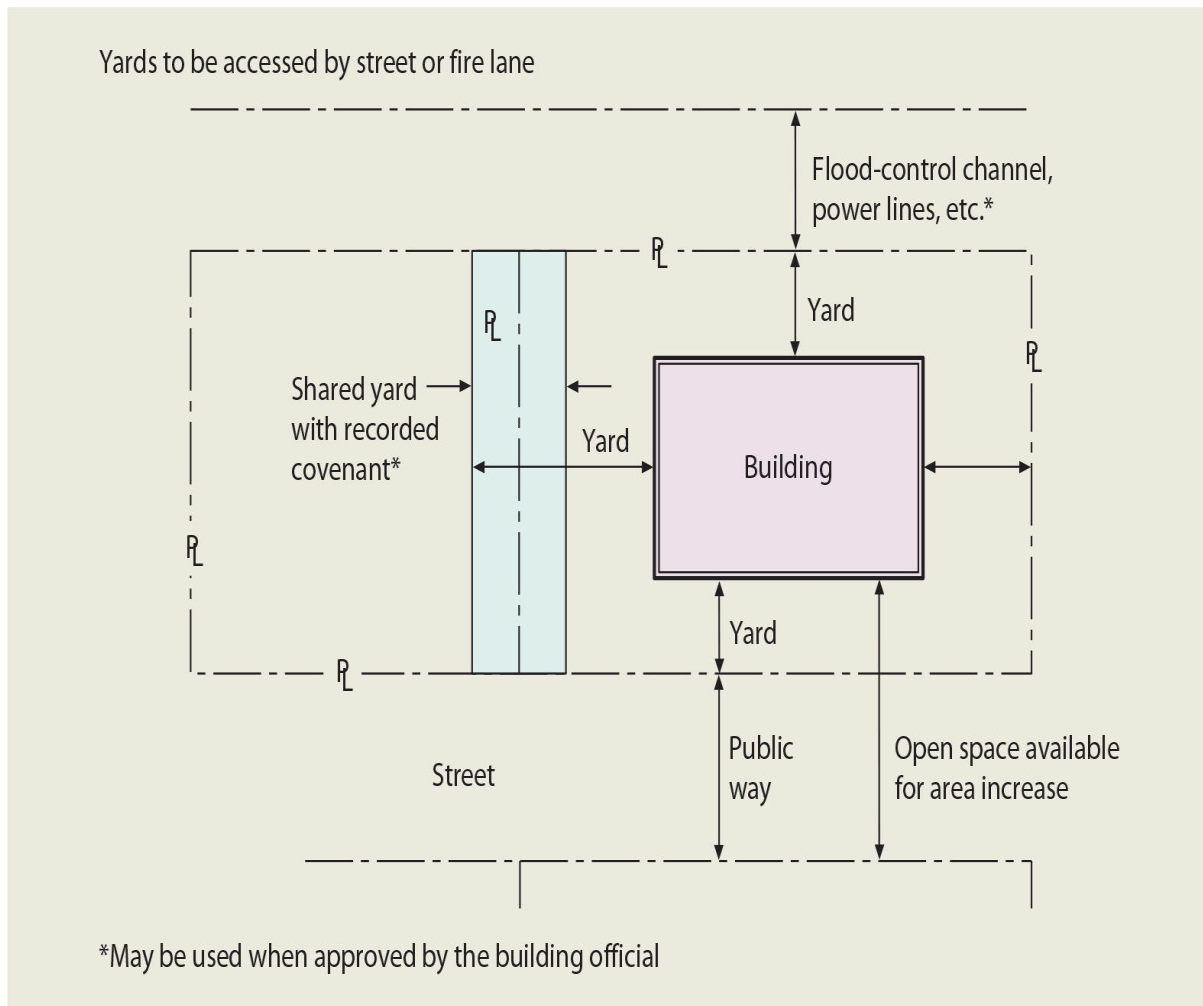 Yards to be accessed by street or fire lane
Flood-control channel,
power lines, etc.*
PL
Yard
PL
PL
Shared yard
with recorded
covenant*
Yard
Building
PL
Yard
PL
Public
way
Open space available
for area increase
Street
*May be used when approved by the building official